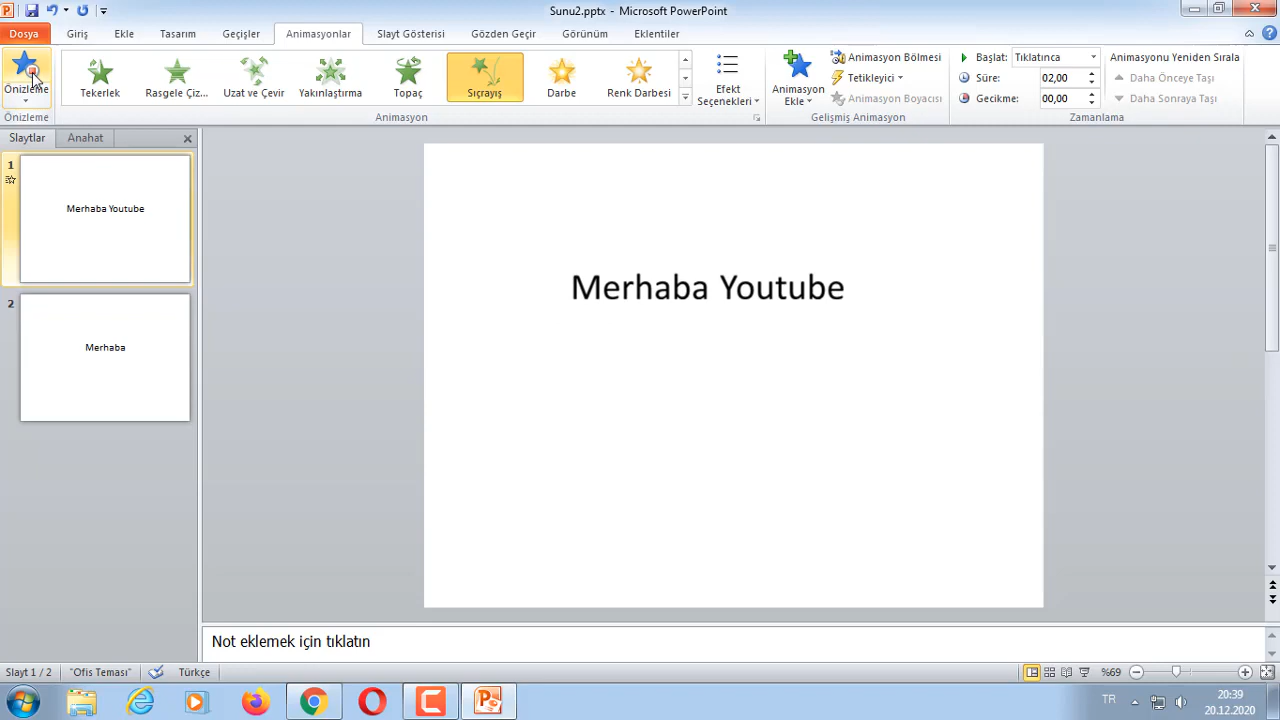 Sunu2.pptx - Microsoft PowerPoint
Dosya Giriş Ekle Tasarım Geçişler Animasyonlar Slayt Gösterisi Gözden Geçir Görünüm Eklentiler
Önizleme
Önizleme
Tekerlek Rasgele Çiz... Uzat ve Çevir Yakınlaştırma Topaç Sıçrayış Darbe Renk Darbesi
Animasyon
Efekt
Seçenekleri
Animasyon
Ekle
Animasyon Bölmesi
Tetikleyici
Animasyon Boyacısı
Gelişmiş Animasyon
Başlat: Tıklatınca
Süre: 02,00
Gecikme: 00,00
Animasyonu Yeniden Sırala
Daha Önceye Taşı
Daha Sonraya Taşı
Zamanlama
Slaytlar Anahat
1
Merhaba Youtube
2
Merhaba
Merhaba Youtube
Not eklemek için tıklatın
Slayt 1 / 2 "Ofis Teması" Türkçe %69
TR
20:39
20.12.2020